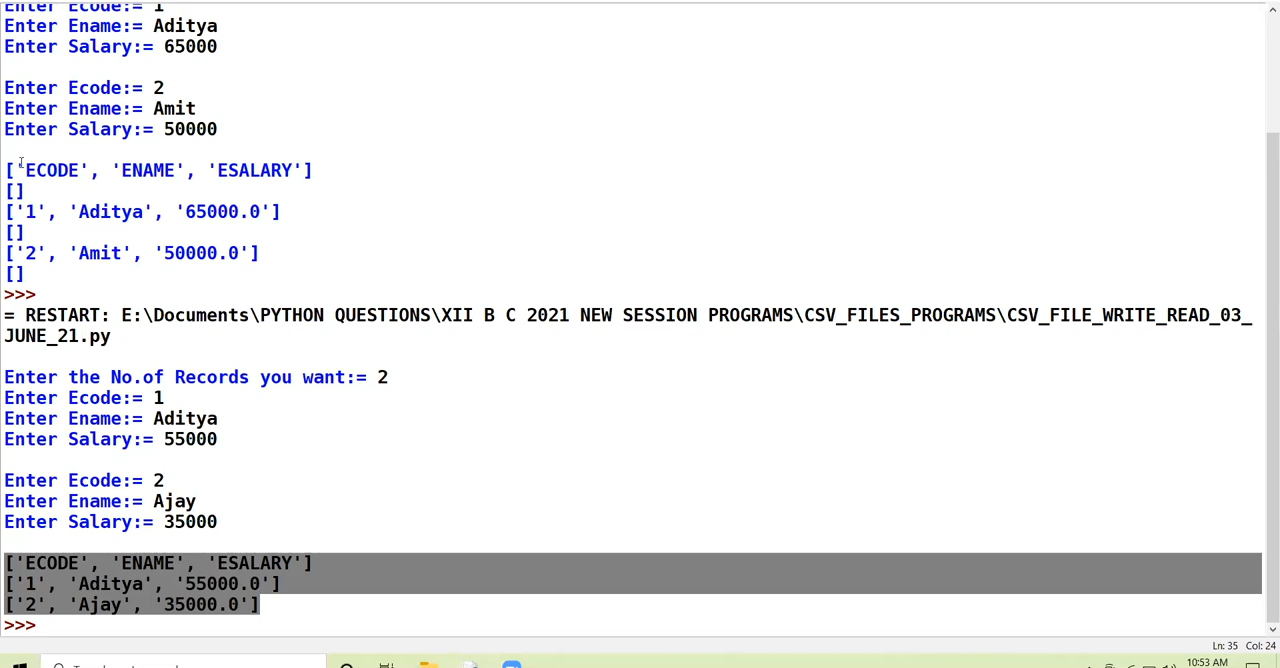 Enter Ecode:= 1
Enter Ename:= Aditya
Enter Salary:= 65000
Enter Ecode:= 2
Enter Ename:= Amit
Enter Salary:= 50000
['ECODE', 'ENAME', 'ESALARY']
[]
['1', 'Aditya', '65000.0']
[]
['2', 'Amit', '50000.0']
[]
>>>
= RESTART: E:\Documents\PYTHON QUESTIONS\XII B C 2021 NEW SESSION PROGRAMS\CSV_FILES_PROGRAMS\CSV_FILE_WRITE_READ_03_
JUNE_21.py
Enter the No.of Records you want:= 2
Enter Ecode:= 1
Enter Ename:= Aditya
Enter Salary:= 55000
Enter Ecode:= 2
Enter Ename:= Ajay
Enter Salary:= 35000
['ECODE', 'ENAME', 'ESALARY']
['1', 'Aditya', '55000.0']
['2', 'Ajay', '35000.0']
>>>
Ln: 35 Col: 24
10:53 AM